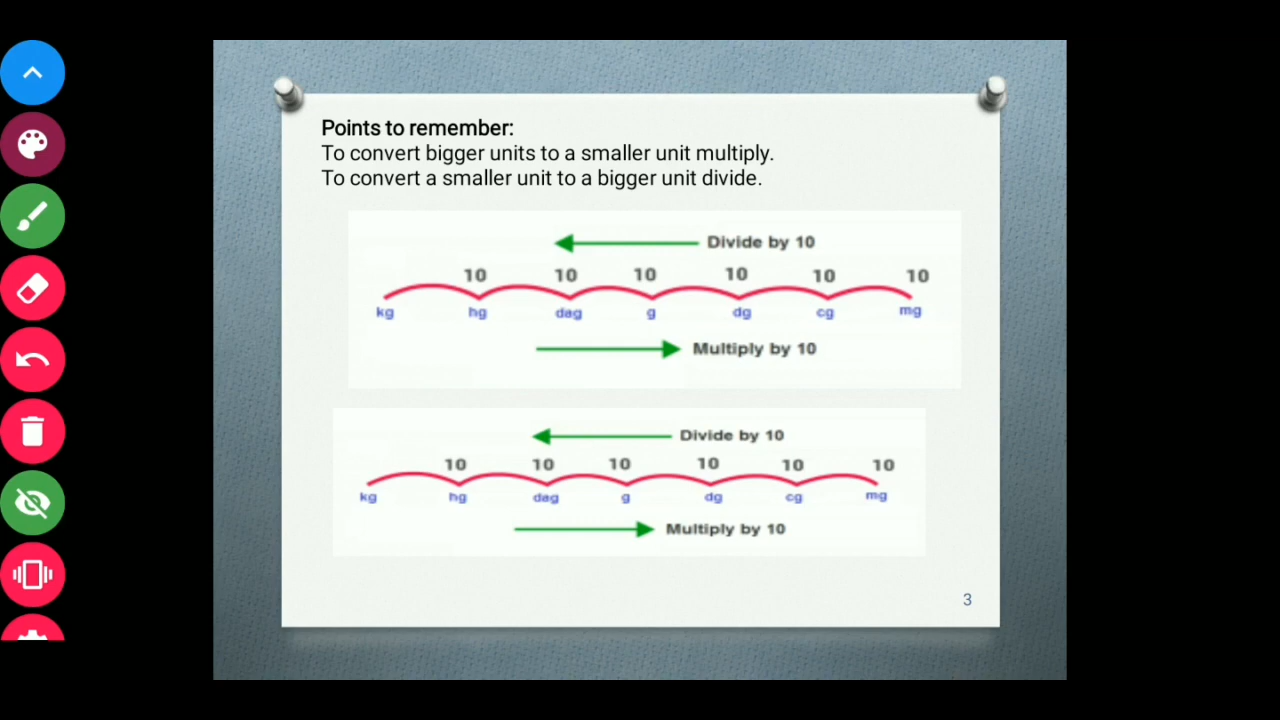 Points to remember:
To convert bigger units to a smaller unit multiply.
To convert a smaller unit to a bigger unit divide.
Divide by 10
10 10 10 10 10 10
kg hg dag g dg cg mg
Multiply by 10
Divide by 10
10 10 10 10 10 10
kg hg dag g dg cg mg
Multiply by 10
3